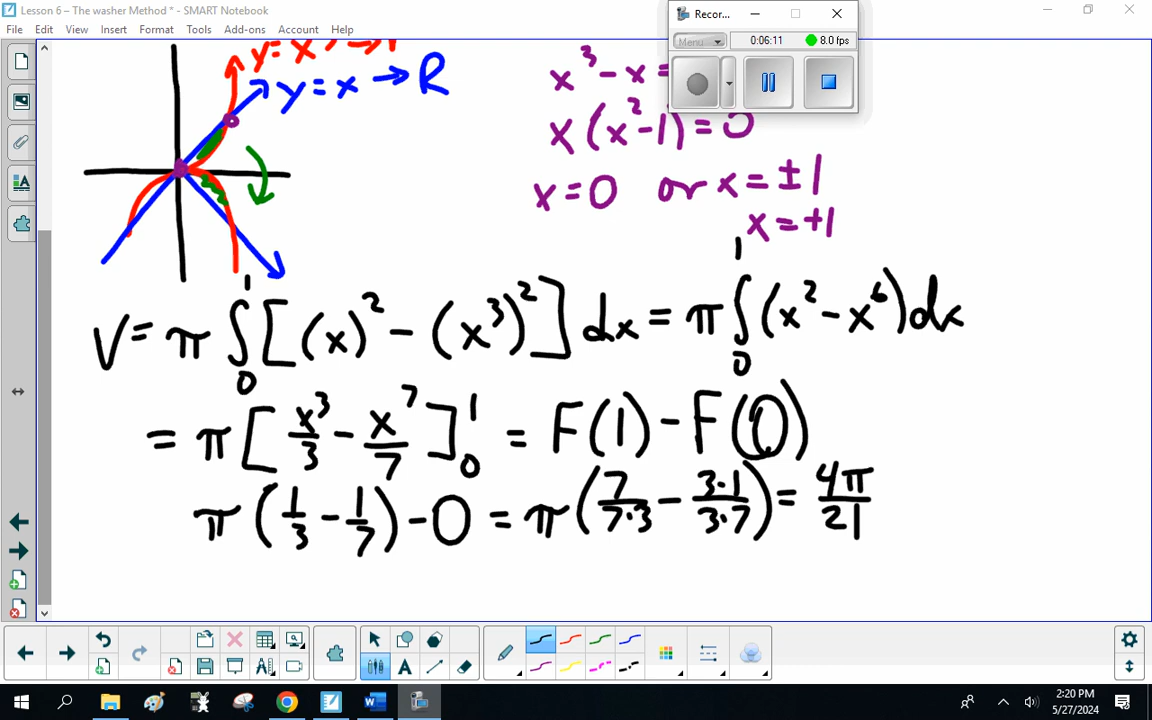 Lesson 6 – The washer Method * - SMART Notebook
File Edit View Insert Format Tools Add-ons Account Help
Recor...
Menu 0:06:11 8.0 fps
y = x
y = x → R
x³ – x =
x(x²–1) = 0
x = 0 or x = ±1
x = +1
V = π ∫₀¹ [(x)² – (x³)²] dx = π ∫₀¹ (x² – x⁶) dx
= π [x³/3 – x⁷/7]₀¹ = F(1) – F(0)
π (1/3 – 1/7) – 0 = π (7/7·3 – 3·1/3·7) = 4π/21
2:20 PM
5/27/2024